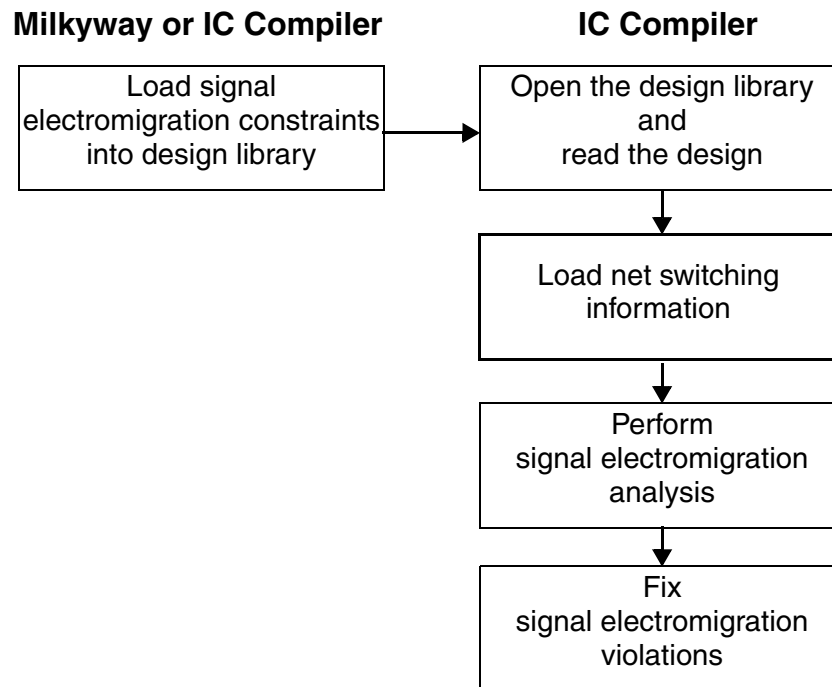 Milkyway or IC Compiler
IC Compiler
Load signal
electromigration constraints
into design library
Open the design library
and
read the design
Load net switching
information
Perform
signal electromigration
analysis
Fix
signal electromigration
violations